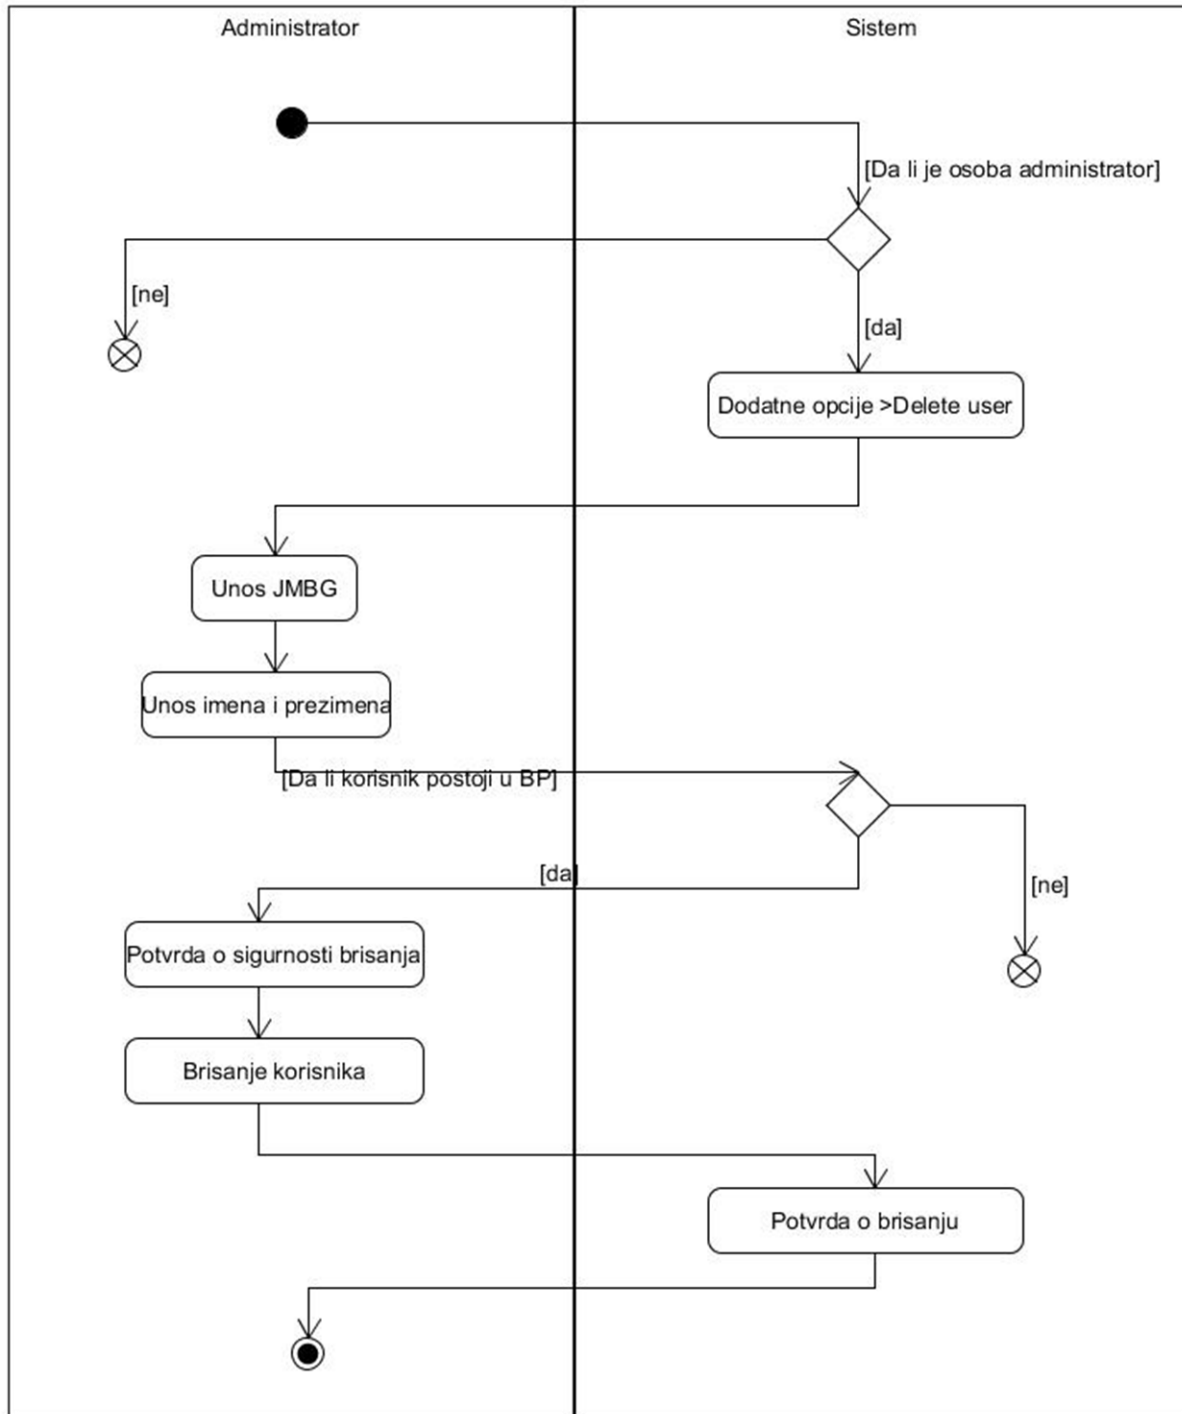 Administrator
Sistem
[Da li je osoba administrator]
[ne]
[da]
Dodatne opcije >Delete user
Unos JMBG
Unos imena i prezimena
[Da li korisnik postoji u BP]
[da]
[ne]
Potvrda o sigurnosti brisanja
Brisanje korisnika
Potvrda o brisanju